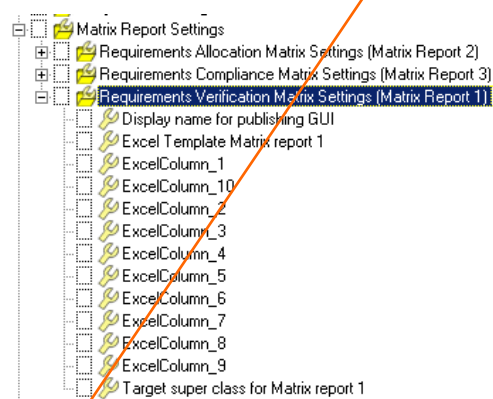 Matrix Report Settings
Requirements Allocation Matrix Settings (Matrix Report 2)
Requirements Compliance Matrix Settings (Matrix Report 3)
Requirements Verification Matrix Settings (Matrix Report 1)
Display name for publishing GUI
Excel Template Matrix report 1
ExcelColumn_1
ExcelColumn_10
ExcelColumn_2
ExcelColumn_3
ExcelColumn_4
ExcelColumn_5
ExcelColumn_6
ExcelColumn_7
ExcelColumn_8
ExcelColumn_9
Target super class for Matrix report 1